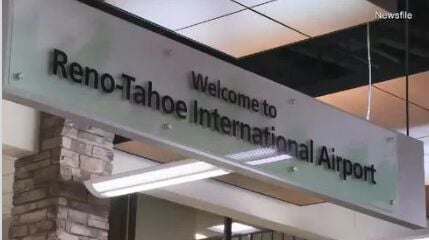 Newsfile
Welcome to
Reno-Tahoe International Airport